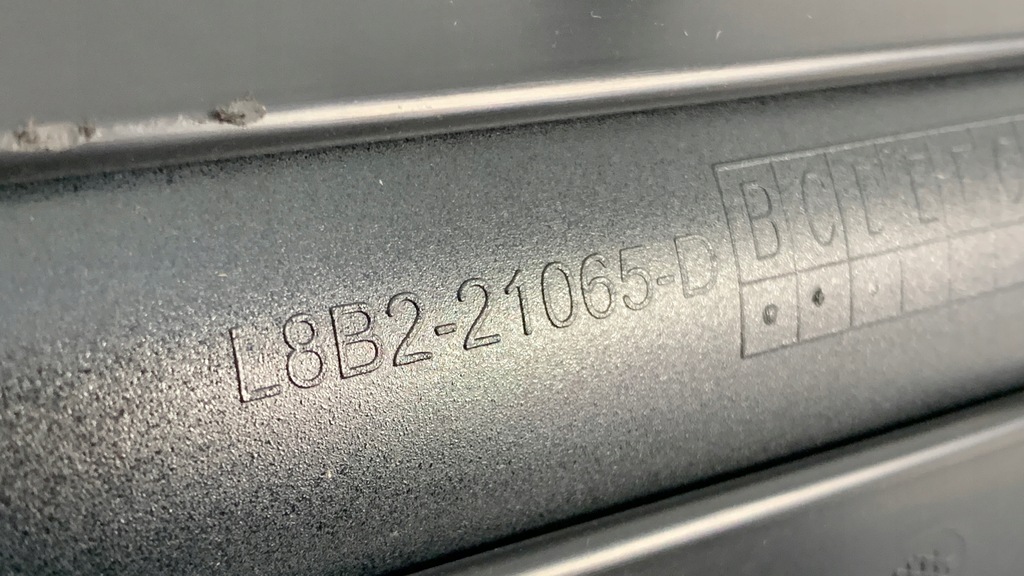 L8B2-21065-D
B C D E F G